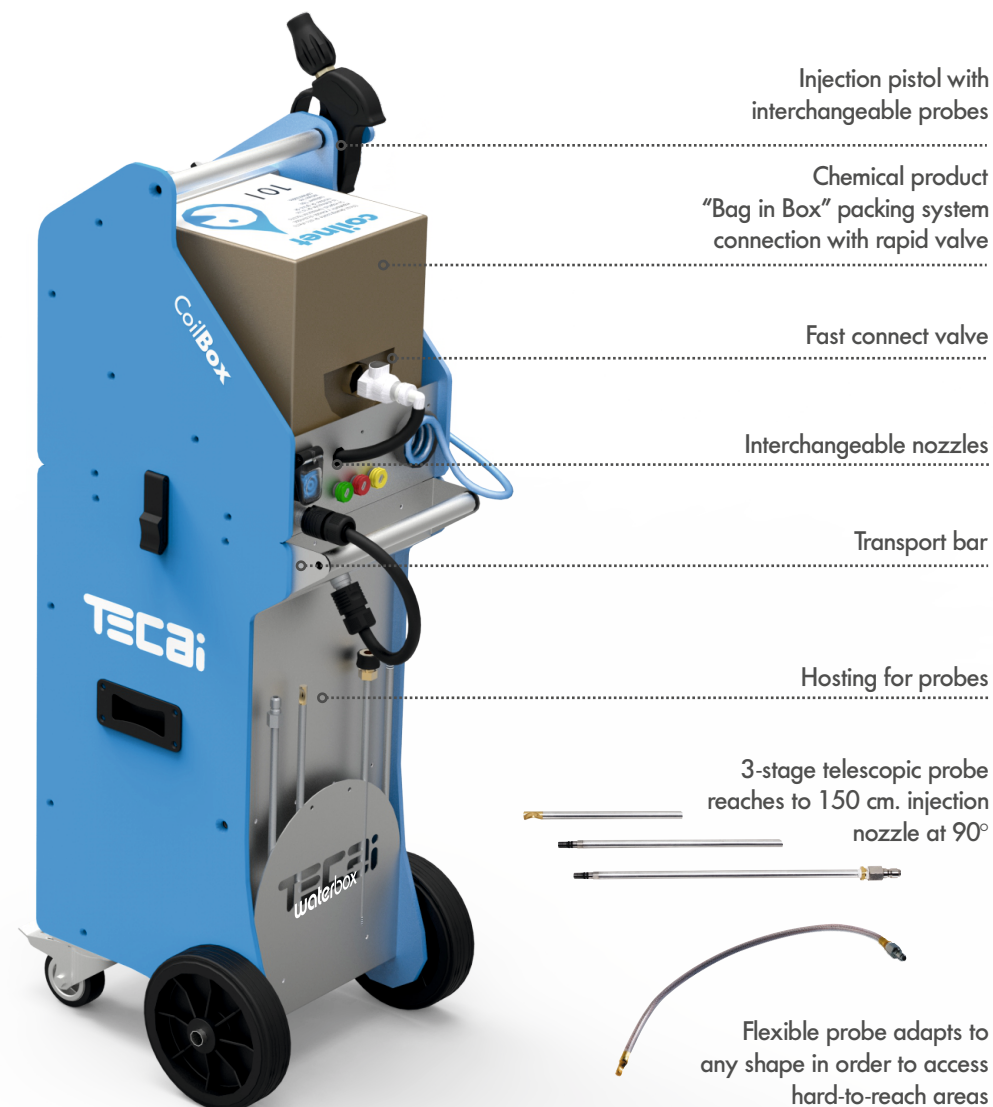 Injection pistol with
interchangeable probes
Chemical product
“Bag in Box” packing system
connection with rapid valve
Fast connect valve
Interchangeable nozzles
Transport bar
Hosting for probes
3-stage telescopic probe
reaches to 150 cm. injection
nozzle at 90°
Flexible probe adapts to
any shape in order to access
hard-to-reach areas
10 l
coilnet
CoilBox
TECAi
TECAi
waterbox